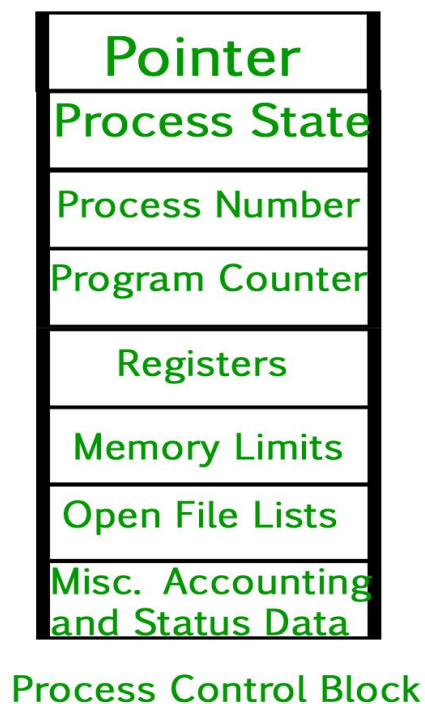 Pointer
Process State
Process Number
Program Counter
Registers
Memory Limits
Open File Lists
Misc. Accounting
and Status Data
Process Control Block